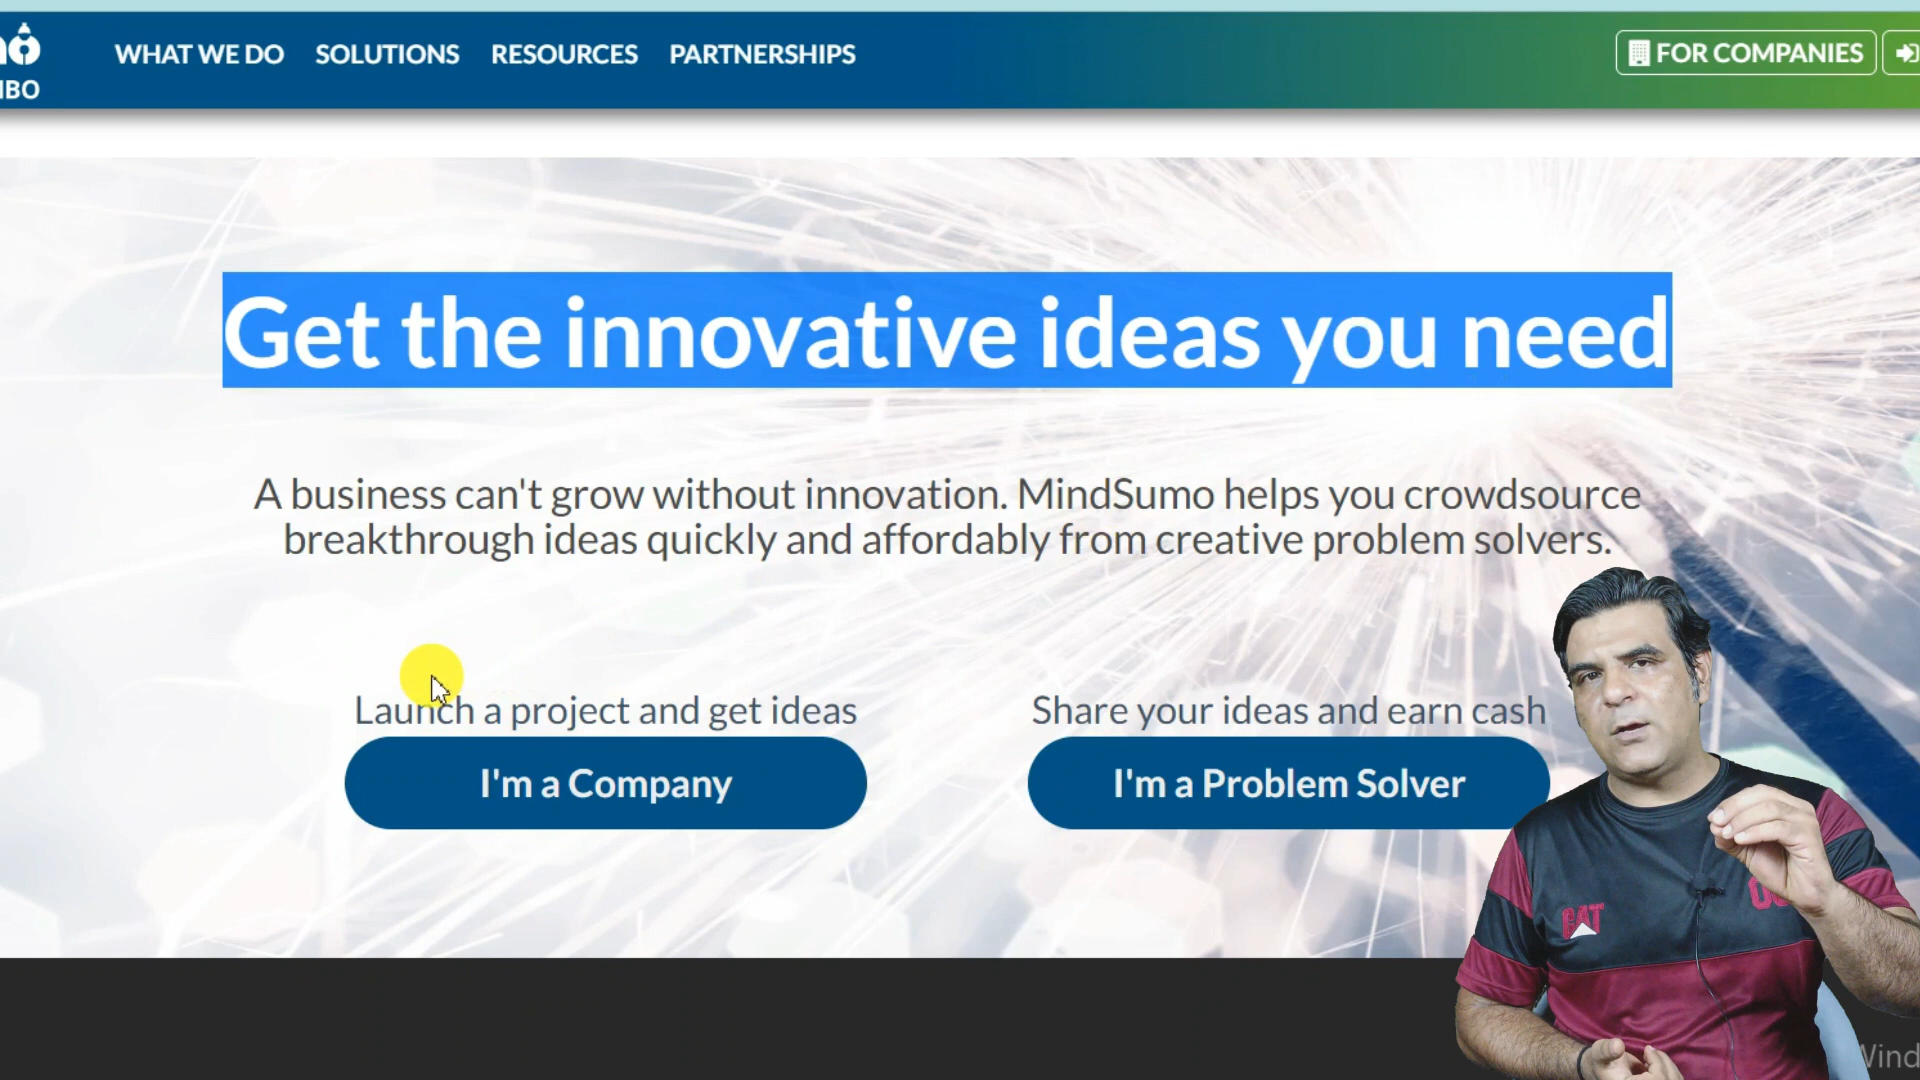 WHAT WE DO SOLUTIONS RESOURCES PARTNERSHIPS FOR COMPANIES
Get the innovative ideas you need
A business can't grow without innovation. MindSumo helps you crowdsource
breakthrough ideas quickly and affordably from creative problem solvers.
Launch a project and get ideas
I'm a Company
Share your ideas and earn cash
I'm a Problem Solver
CAT